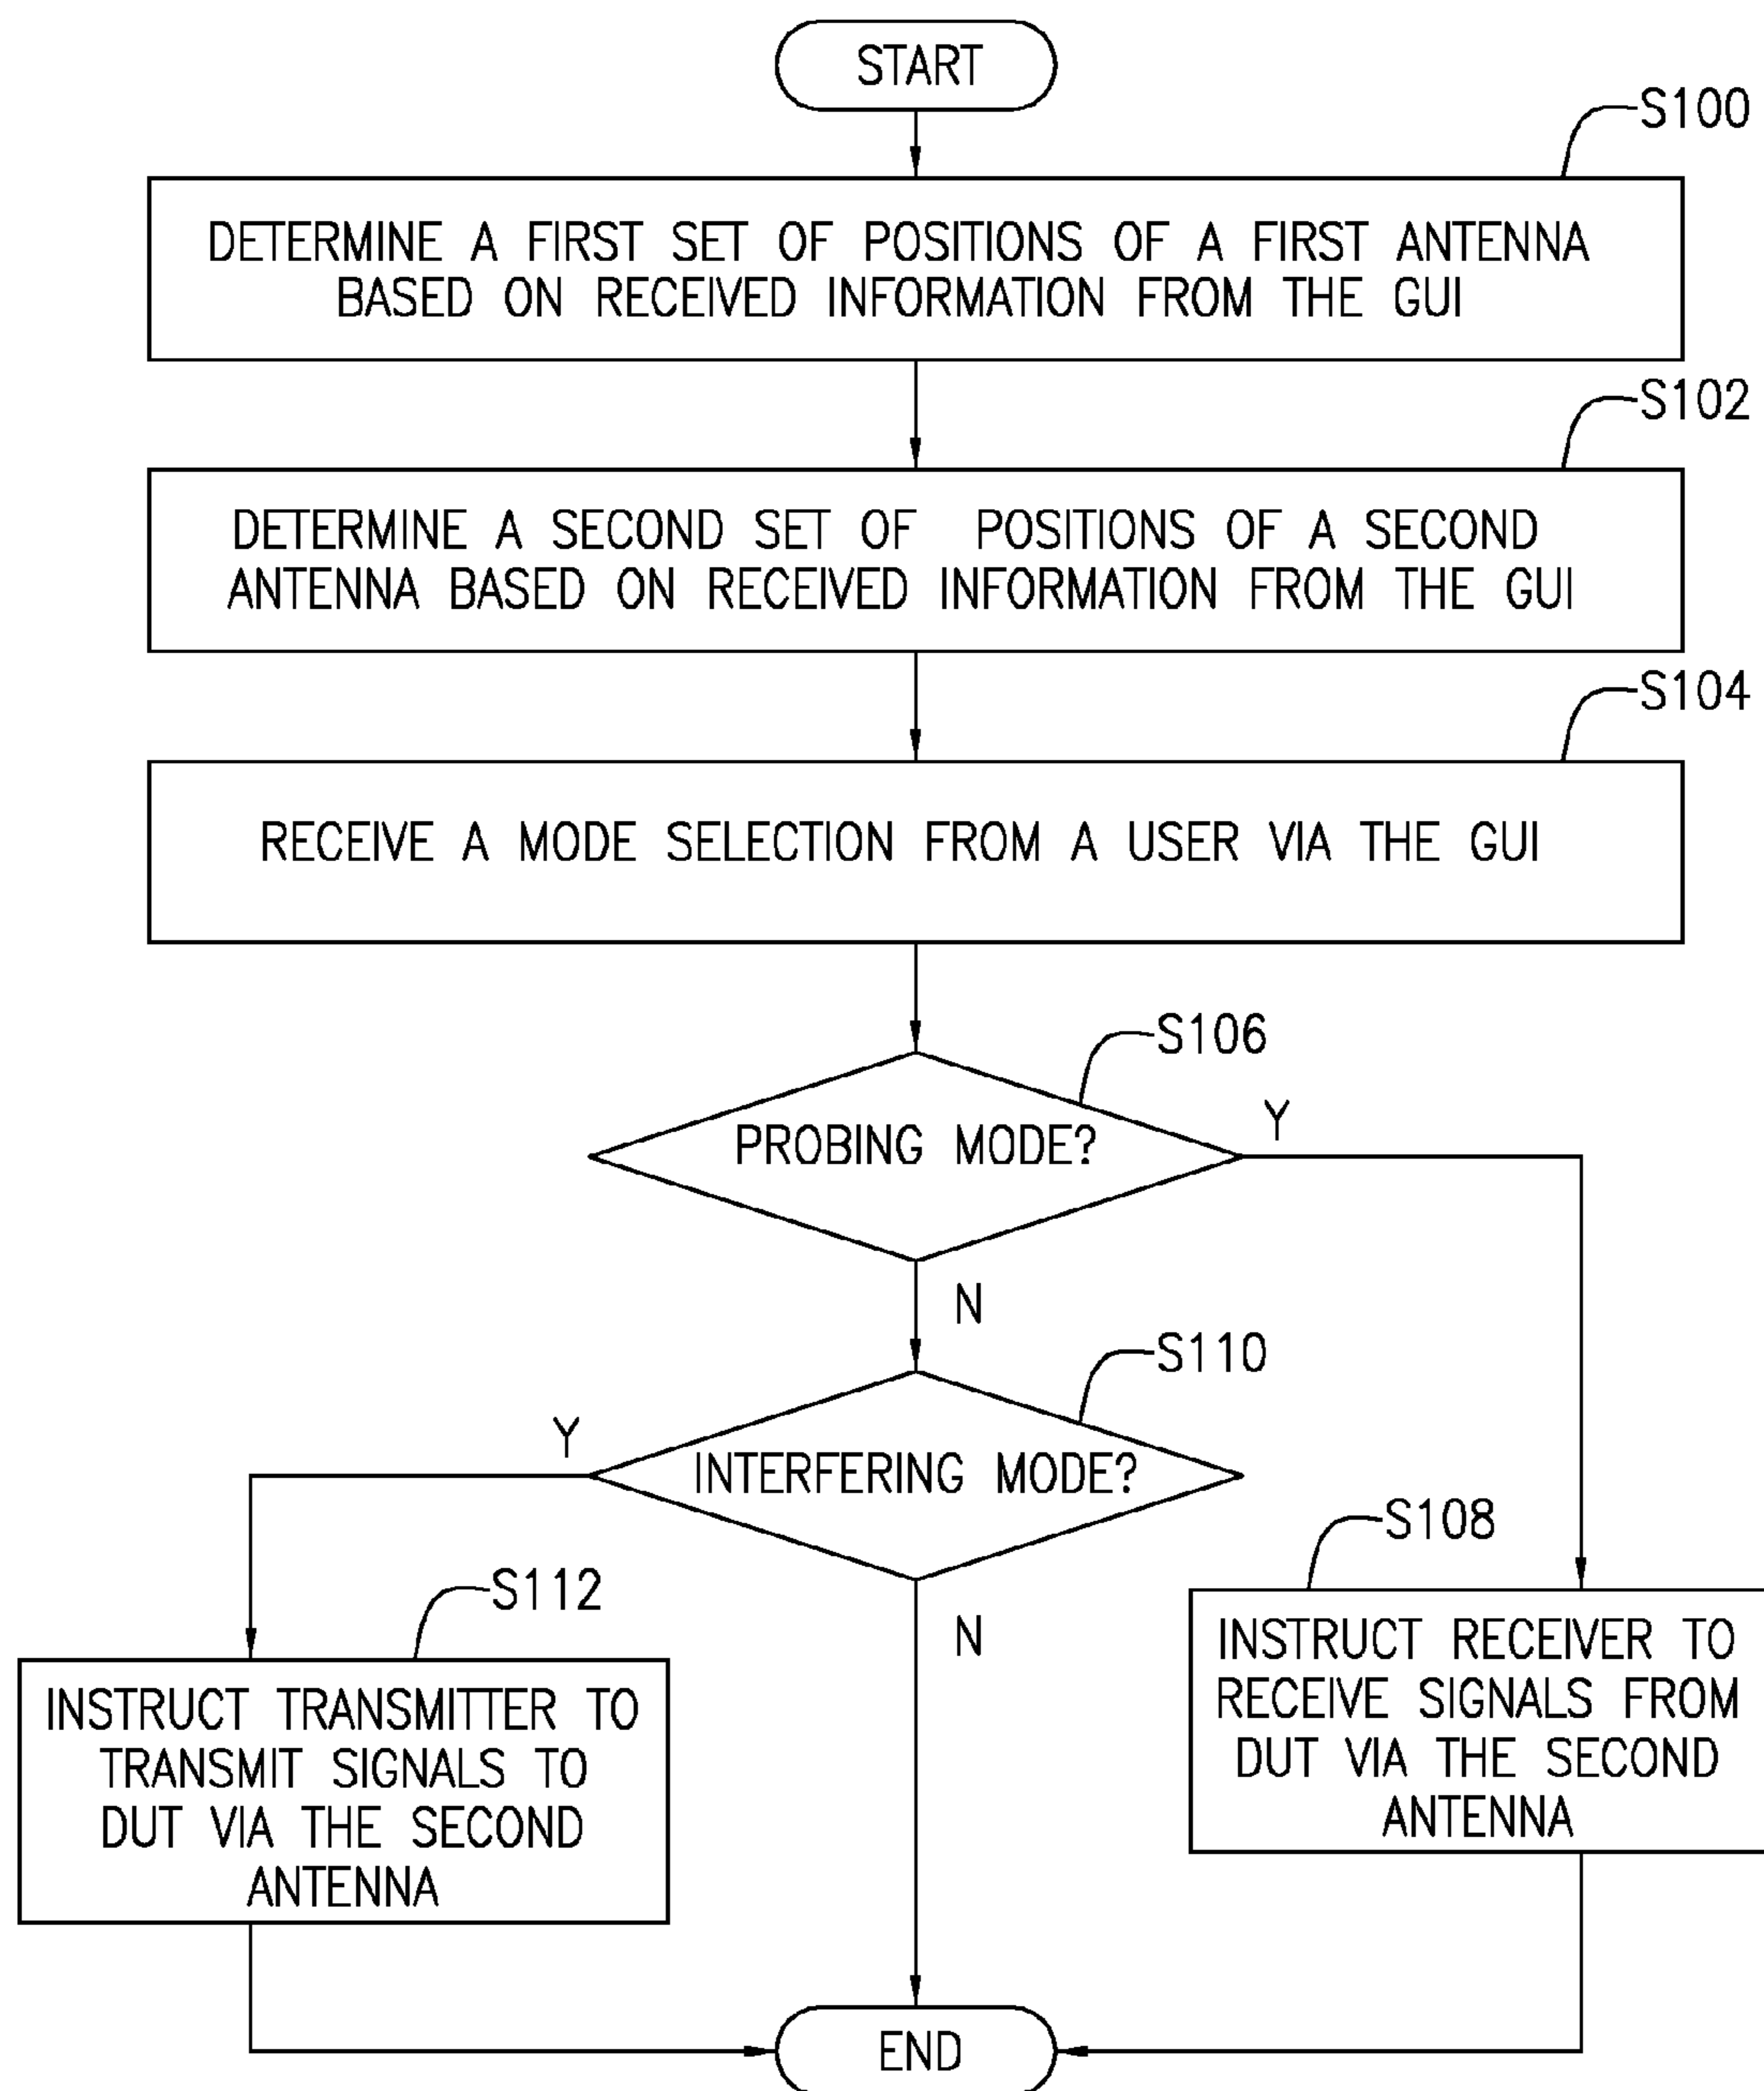 START
S100
DETERMINE A FIRST SET OF POSITIONS OF A FIRST ANTENNA
BASED ON RECEIVED INFORMATION FROM THE GUI
S102
DETERMINE A SECOND SET OF POSITIONS OF A SECOND
ANTENNA BASED ON RECEIVED INFORMATION FROM THE GUI
S104
RECEIVE A MODE SELECTION FROM A USER VIA THE GUI
S106
PROBING MODE?
Y
N
S110
INTERFERING MODE?
Y
N
S108
INSTRUCT RECEIVER TO
RECEIVE SIGNALS FROM
DUT VIA THE SECOND
ANTENNA
S112
INSTRUCT TRANSMITTER TO
TRANSMIT SIGNALS TO
DUT VIA THE SECOND
ANTENNA
END